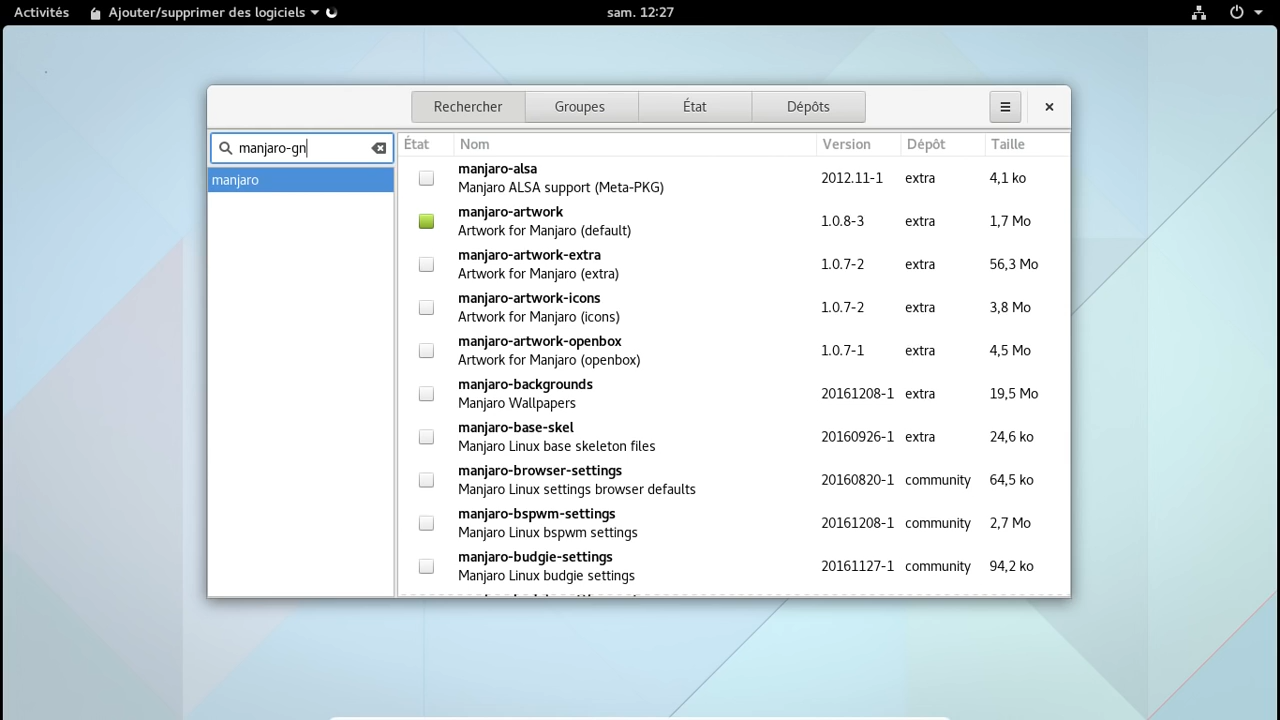 Activités Ajouter/supprimer des logiciels sam. 12:27
Rechercher Groupes État Dépôts
manjaro-gn
manjaro
État Nom Version Dépôt Taille
manjaro-alsa
Manjaro ALSA support (Meta-PKG) 2012.11-1 extra 4,1 ko
manjaro-artwork
Artwork for Manjaro (default) 1.0.8-3 extra 1,7 Mo
manjaro-artwork-extra
Artwork for Manjaro (extra) 1.0.7-2 extra 56,3 Mo
manjaro-artwork-icons
Artwork for Manjaro (icons) 1.0.7-2 extra 3,8 Mo
manjaro-artwork-openbox
Artwork for Manjaro (openbox) 1.0.7-1 extra 4,5 Mo
manjaro-backgrounds
Manjaro Wallpapers 20161208-1 extra 19,5 Mo
manjaro-base-skel
Manjaro Linux base skeleton files 20160926-1 extra 24,6 ko
manjaro-browser-settings
Manjaro Linux settings browser defaults 20160820-1 community 64,5 ko
manjaro-bspwm-settings
Manjaro Linux bspwm settings 20161208-1 community 2,7 Mo
manjaro-budgie-settings
Manjaro Linux budgie settings 20161127-1 community 94,2 ko